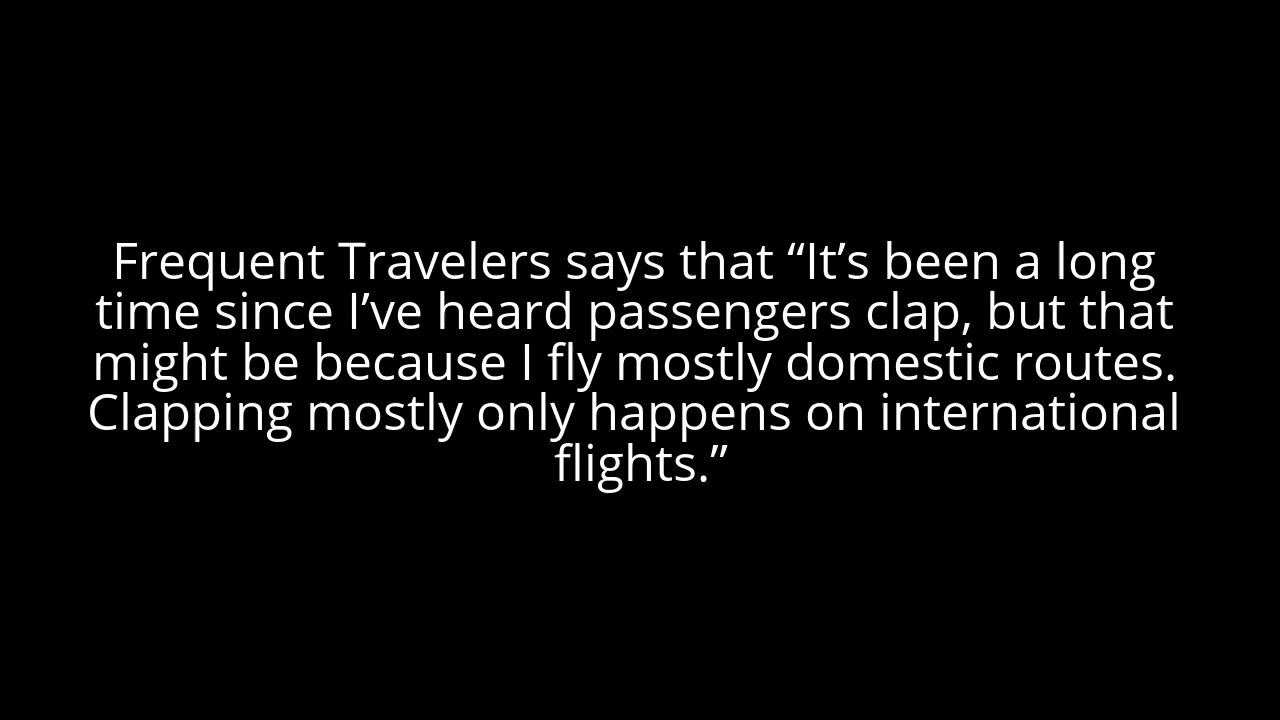 Frequent Travelers says that “It’s been a long
time since I’ve heard passengers clap, but that
might be because I fly mostly domestic routes.
Clapping mostly only happens on international
flights.”